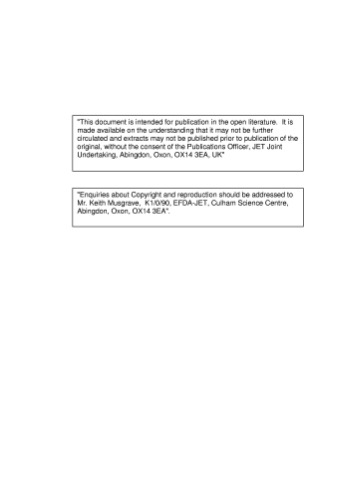 "This document is intended for publication in the open literature. It is
made available on the understanding that it may not be further
circulated and extracts may not be published prior to publication of the
original, without the consent of the Publications Officer, JET Joint
Undertaking, Abingdon, Oxon, OX14 3EA, UK"
"Enquiries about Copyright and reproduction should be addressed to
Mr. Keith Musgrave, K1/0/90, EFDA-JET, Culham Science Centre,
Abingdon, Oxon, OX14 3EA".